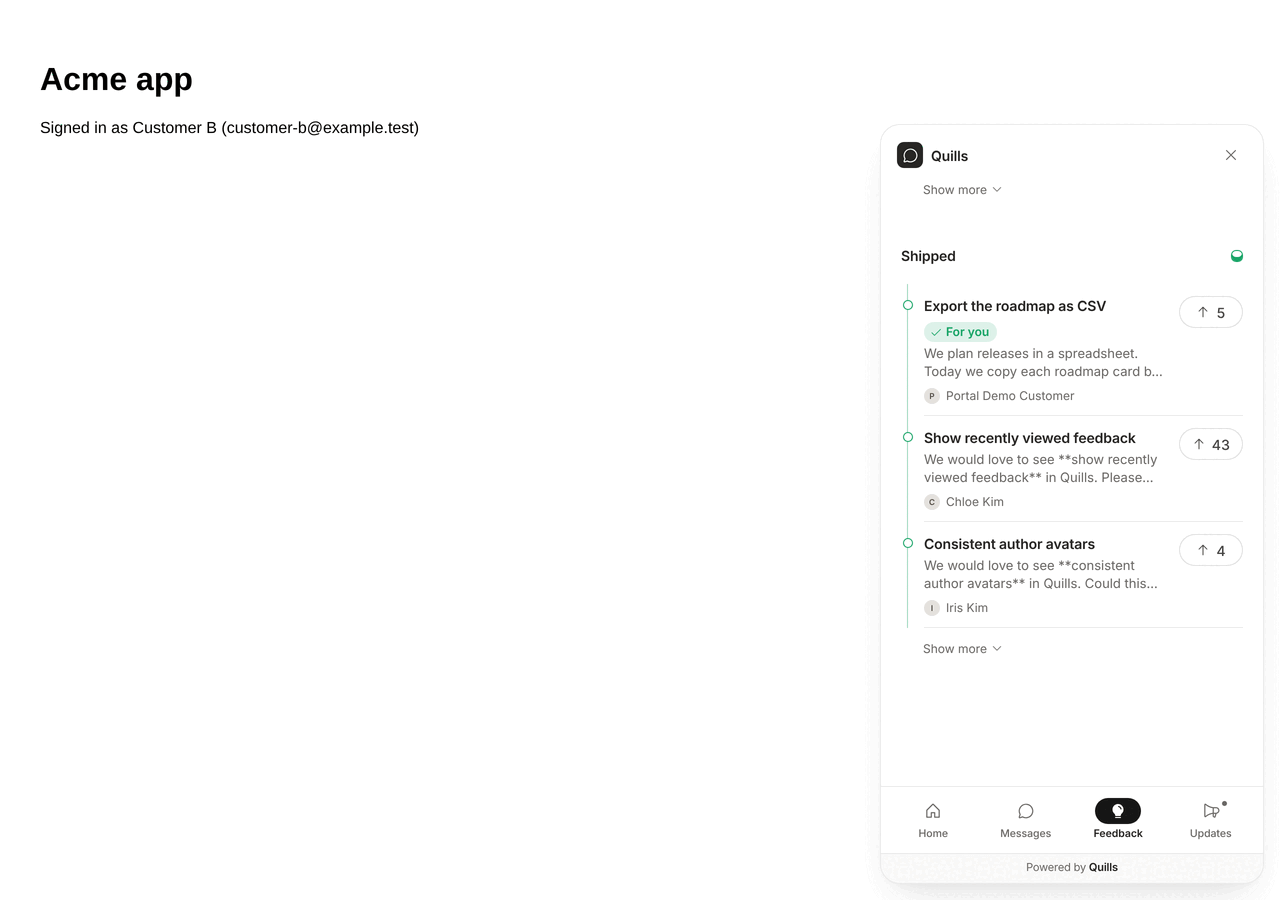 Acme app
Signed in as Customer B (customer-b@example.test)
Quills
Show more
Shipped
Export the roadmap as CSV
5
For you
We plan releases in a spreadsheet.
Today we copy each roadmap card b...
P
Portal Demo Customer
Show recently viewed feedback
43
We would love to see **show recently
viewed feedback** in Quills. Please...
C
Chloe Kim
Consistent author avatars
4
We would love to see **consistent
author avatars** in Quills. Could this...
I
Iris Kim
Show more
Home
Messages
Feedback
Updates
Powered by Quills